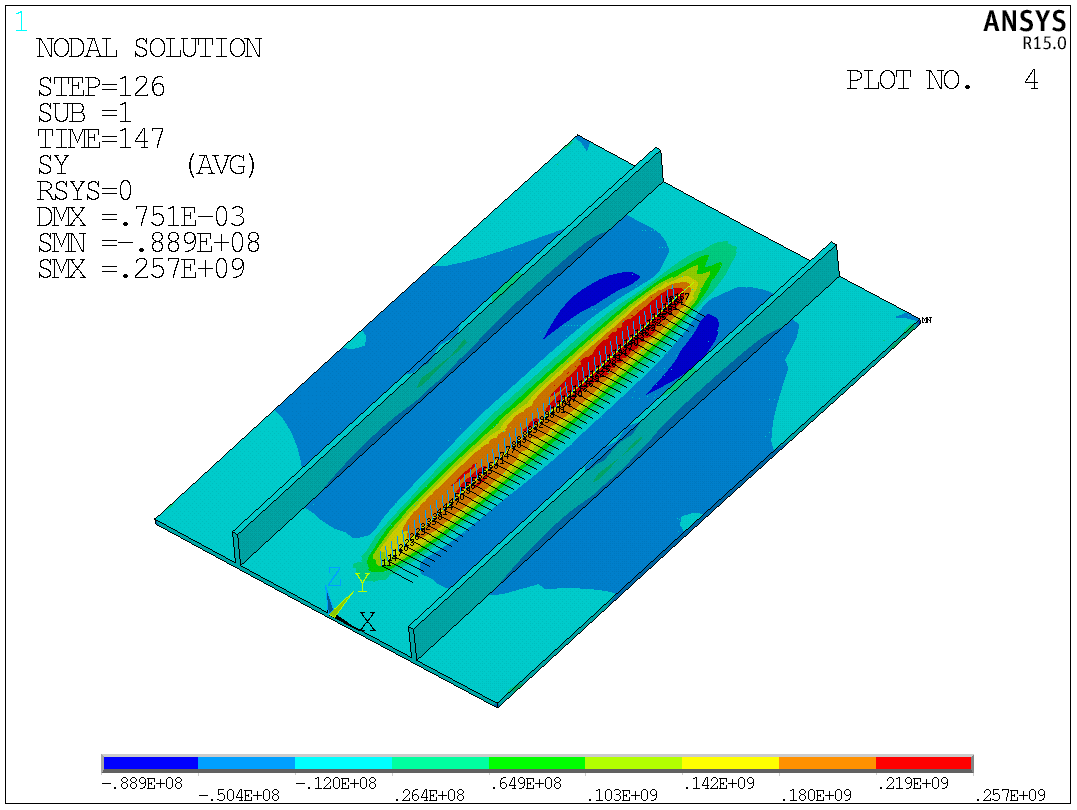 1
ANSYS
R15.0
NODAL SOLUTION
PLOT NO. 4
STEP=126
SUB =1
TIME=147
SY (AVG)
RSYS=0
DMX =.751E-03
SMN =-.889E+08
SMX =.257E+09
MN
Z
Y
X
-.889E+08
-.504E+08
-.120E+08
.264E+08
.649E+08
.103E+09
.142E+09
.180E+09
.219E+09
.257E+09